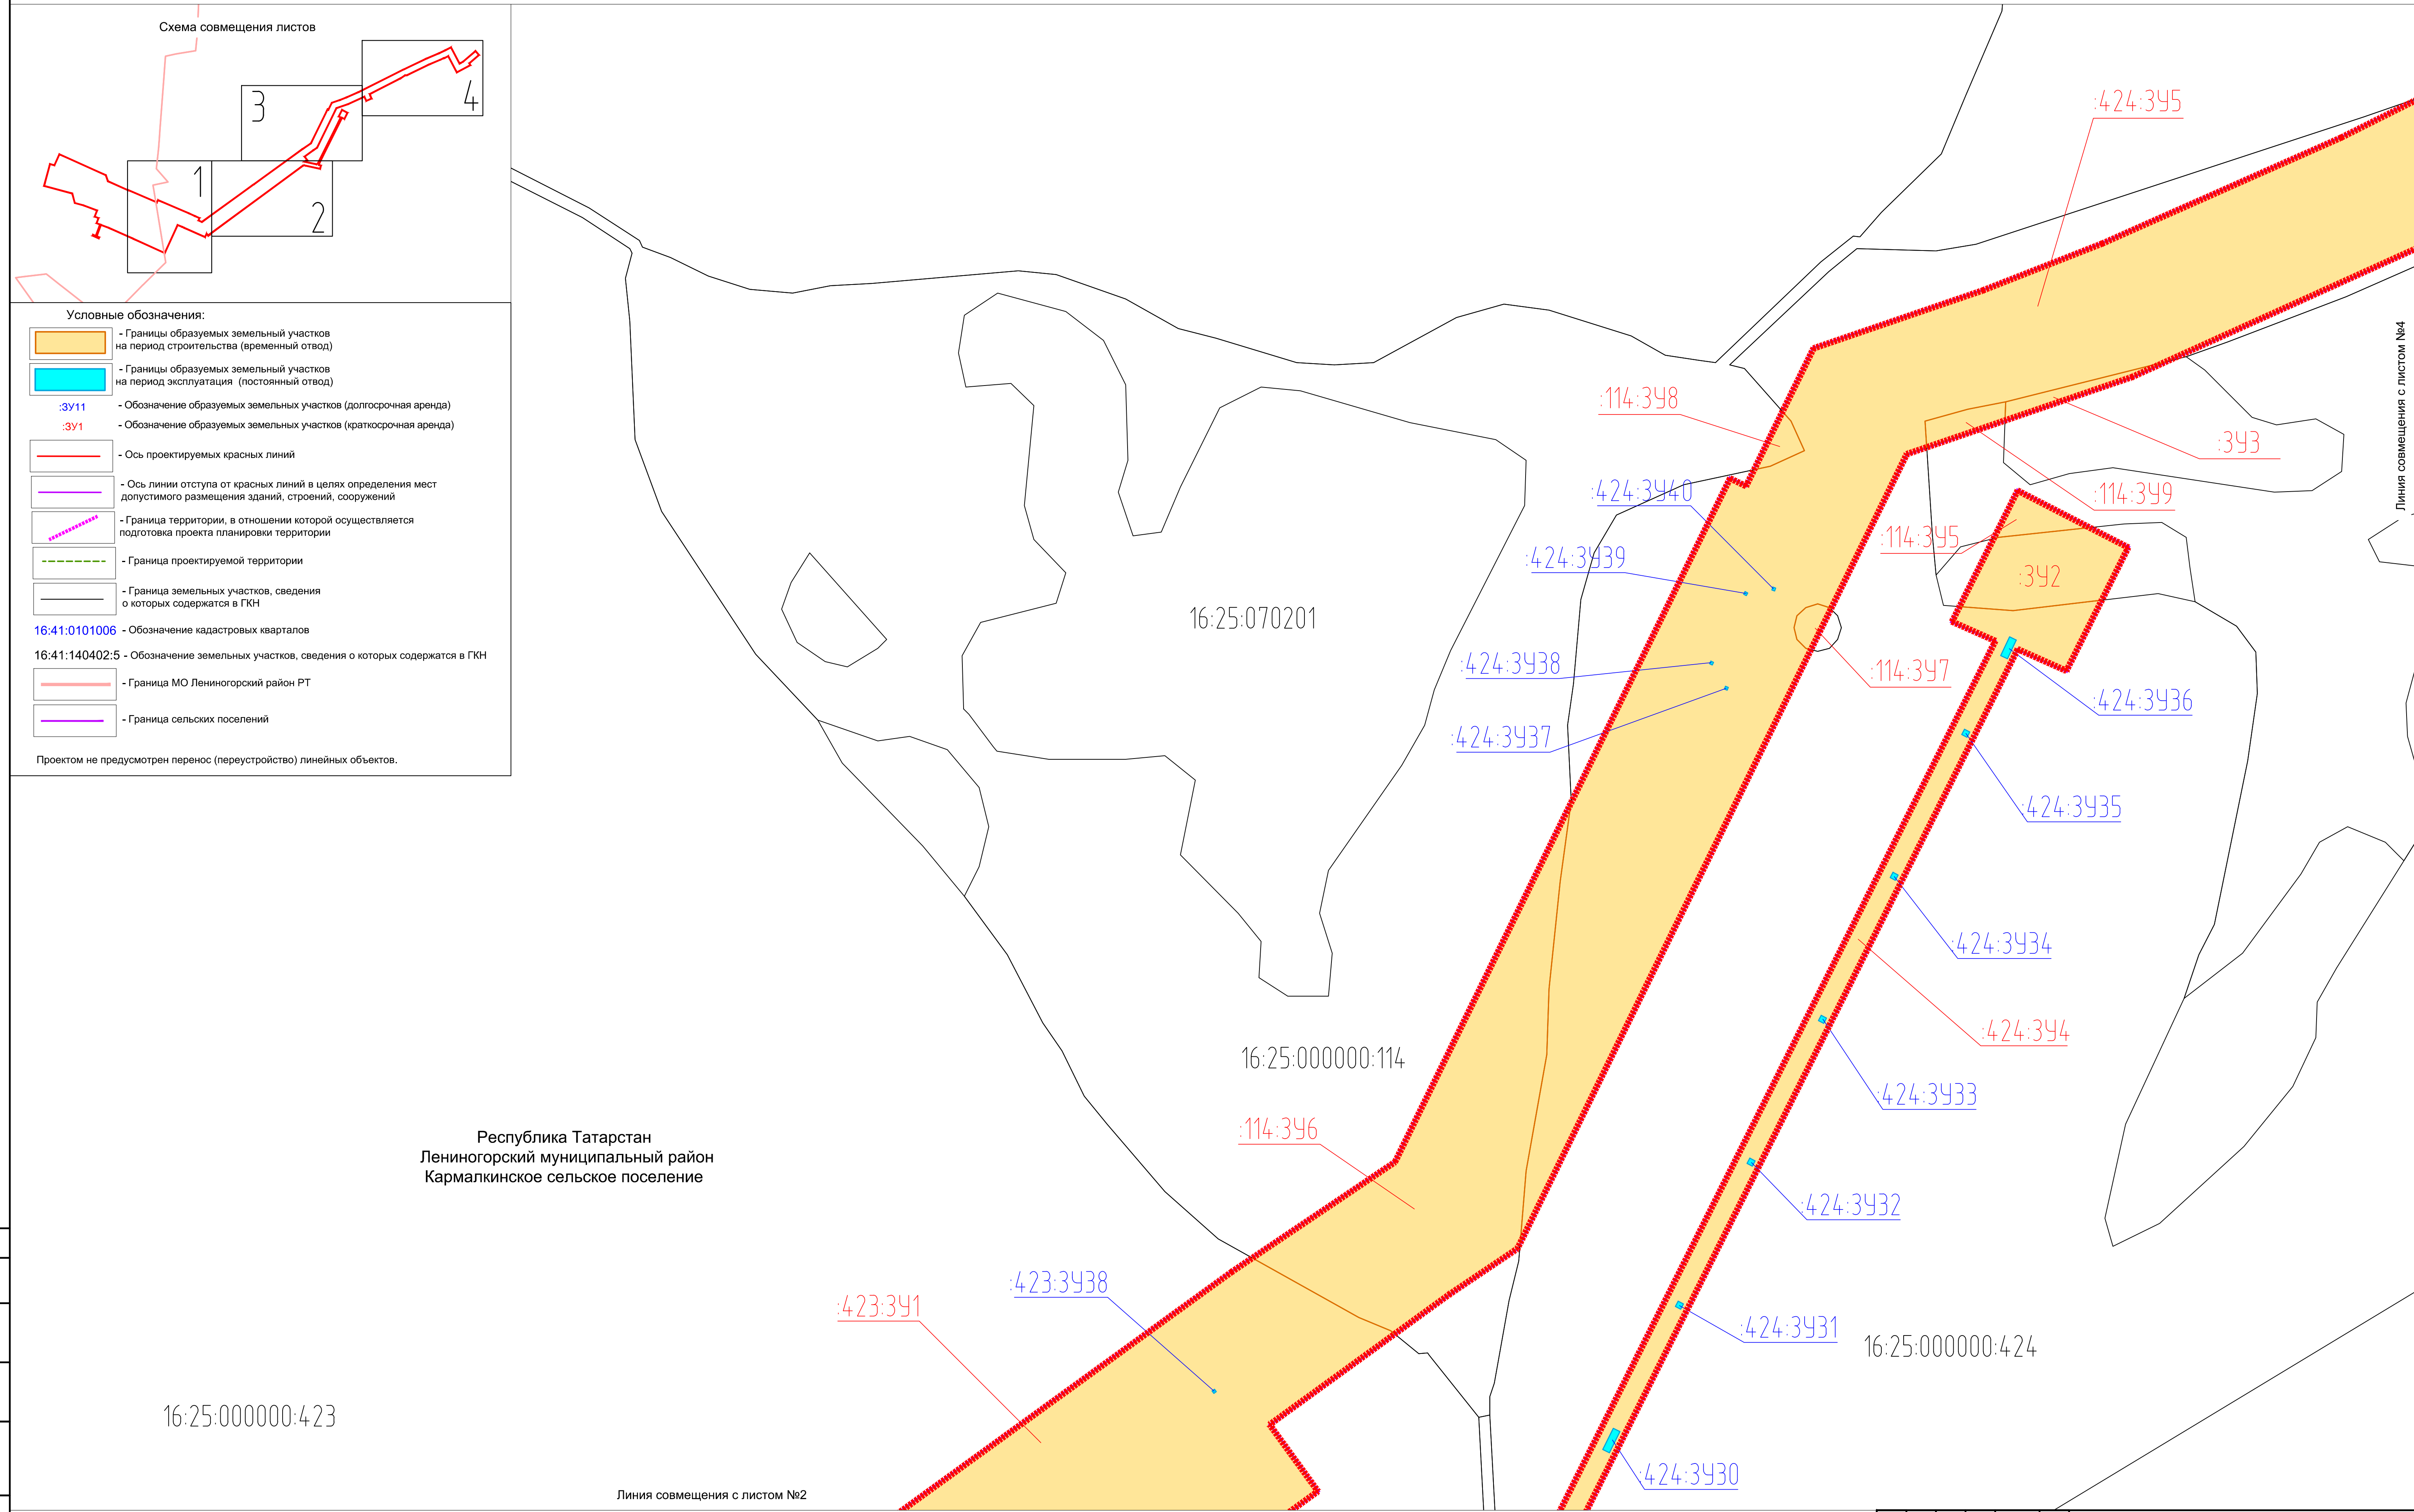 Схема совмещения листов
3
4
1
2
Условные обозначения:
- Границы образуемых земельный участков
на период строительства (временный отвод)
- Границы образуемых земельный участков
на период эксплуатация (постоянный отвод)
:ЗУ11 - Обозначение образуемых земельных участков (долгосрочная аренда)
:ЗУ1 - Обозначение образуемых земельных участков (краткосрочная аренда)
- Ось проектируемых красных линий
- Ось линии отступа от красных линий в целях определения мест
допустимого размещения зданий, строений, сооружений
- Граница территории, в отношении которой осуществляется
подготовка проекта планировки территории
- Граница проектируемой территории
- Граница земельных участков, сведения
о которых содержатся в ГКН
16:41:0101006 - Обозначение кадастровых кварталов
16:41:140402:5 - Обозначение земельных участков, сведения о которых содержатся в ГКН
- Граница МО Лениногорский район РТ
- Граница сельских поселений
Проектом не предусмотрен перенос (переустройство) линейных объектов.
:424:ЗУ5
:114:ЗУ8
:ЗУ3
:424:ЗУ40
:114:ЗУ9
:114:ЗУ5
:424:ЗУ39
:ЗУ2
16:25:070201
:424:ЗУ38
:114:ЗУ7
:424:ЗУ36
:424:ЗУ37
:424:ЗУ35
:424:ЗУ34
:424:ЗУ4
16:25:000000:114
:424:ЗУ33
:114:ЗУ6
Республика Татарстан
Лениногорский муниципальный район
Кармалкинское сельское поселение
:424:ЗУ32
:423:ЗУ38
:423:ЗУ1
:424:ЗУ31
16:25:000000:424
16:25:000000:423
:424:ЗУ30
Линия совмещения с листом №2
Линия совмещения с листом №4